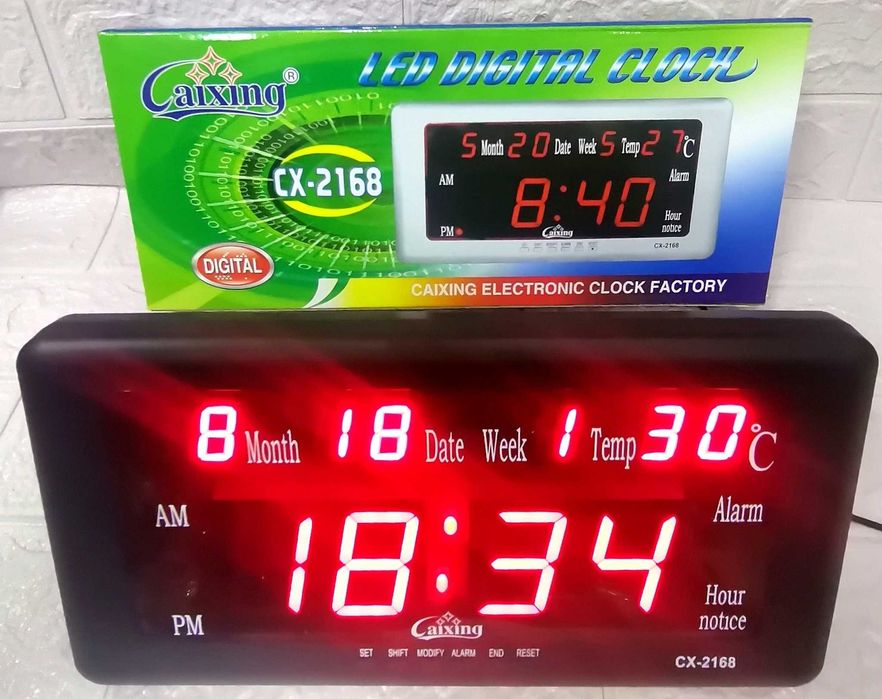 LED DIGITAL CLOCK
Caixing®
5 Month 20 Date Week 5 Temp 27°C
AM
Alarm
8:40
CX-2168
PM
Hour
notice
Caixing
CX-2168
DIGITAL
CAIXING ELECTRONIC CLOCK FACTORY
8 Month 18 Date Week 1 Temp 30°C
AM
Alarm
18:34
PM
Hour
notice
Caixing
SET SHIFT MODIFY ALARM END RESET
CX-2168